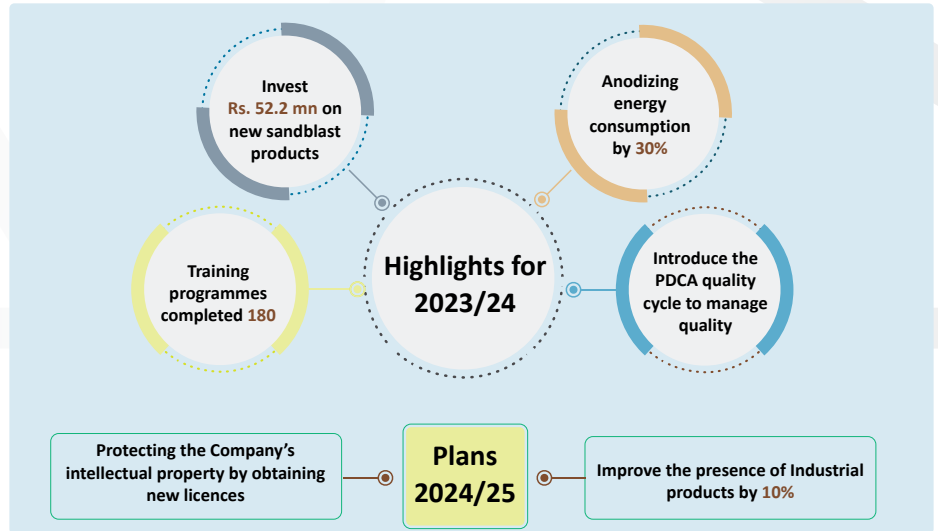 Invest
Rs. 52.2 mn on
new sandblast
products
Anodizing
energy
consumption
by 30%
Training
programmes
completed 180
Highlights for
2023/24
Introduce the
PDCA quality
cycle to manage
quality
Protecting the Company’s
intellectual property by obtaining
new licences
Plans
2024/25
Improve the presence of Industrial
products by 10%